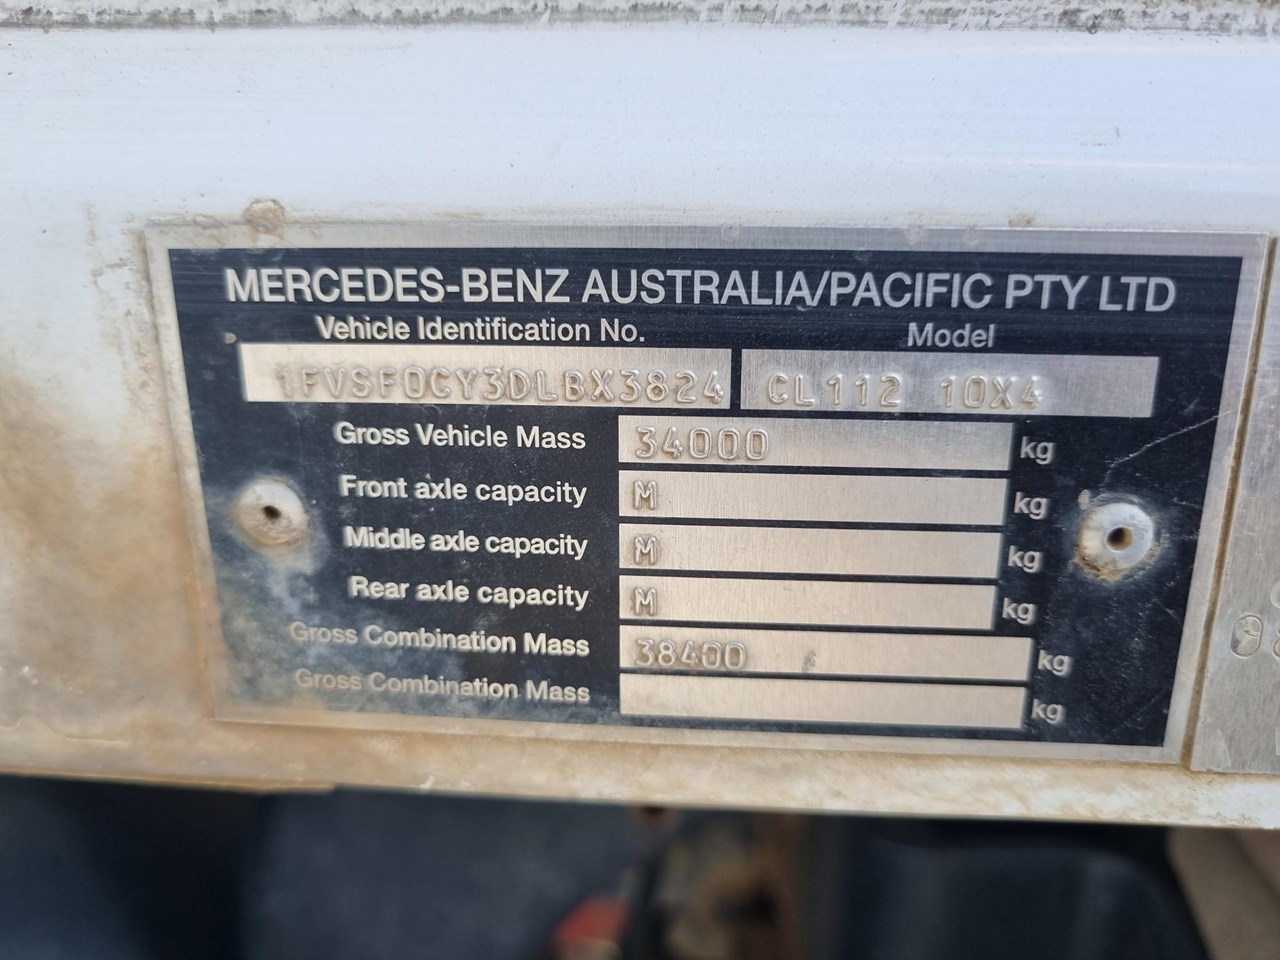 MERCEDES-BENZ AUSTRALIA/PACIFIC PTY LTD
Vehicle Identification No. Model
1FVSF0CY3DLBX3824 CL112 10X4
Gross Vehicle Mass 34000 kg
Front axle capacity M kg
Middle axle capacity M kg
Rear axle capacity M kg
Gross Combination Mass 38400 kg
Gross Combination Mass kg